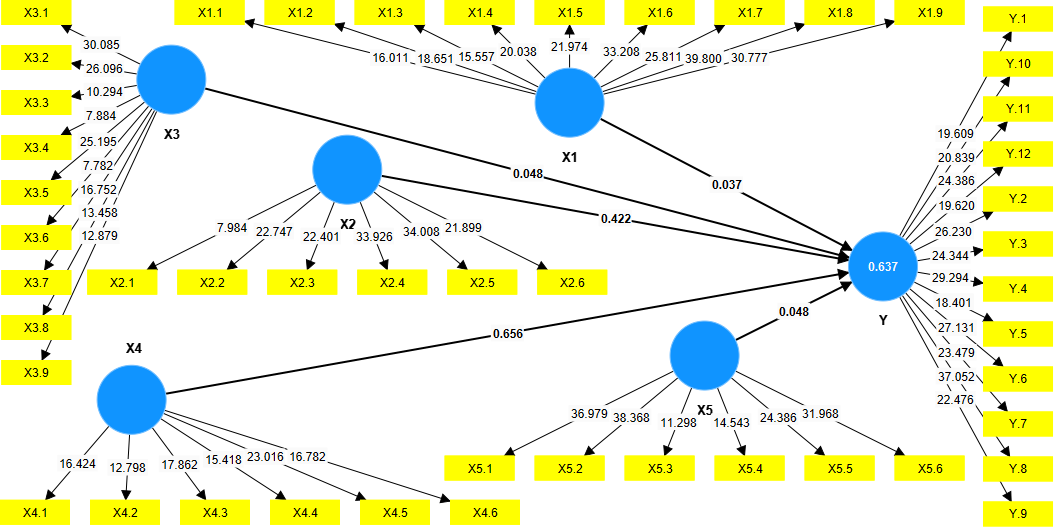 X3.1
X3.2
X3.3
X3.4
X3.5
X3.6
X3.7
X3.8
X3.9
30.085
26.096
10.294
7.884
25.195
7.782
16.752
13.458
12.879
X3
X1.1 X1.2 X1.3 X1.4 X1.5 X1.6 X1.7 X1.8 X1.9
16.011 18.651 15.557 20.038 21.974 33.208 25.811 39.800 30.777
X1
X2
7.984 22.747 22.401 33.926 34.008 21.899
X2.1 X2.2 X2.3 X2.4 X2.5 X2.6
0.048
0.037
0.422
0.656
0.048
X4
16.424 12.798 17.862 15.418 23.016 16.782
X4.1 X4.2 X4.3 X4.4 X4.5 X4.6
X5
36.979 38.368 11.298 14.543 24.386 31.968
X5.1 X5.2 X5.3 X5.4 X5.5 X5.6
0.637
Y
19.609
20.839
24.386
19.620
26.230
24.344
29.294
18.401
27.131
23.479
37.052
22.476
Y.1
Y.10
Y.11
Y.12
Y.2
Y.3
Y.4
Y.5
Y.6
Y.7
Y.8
Y.9